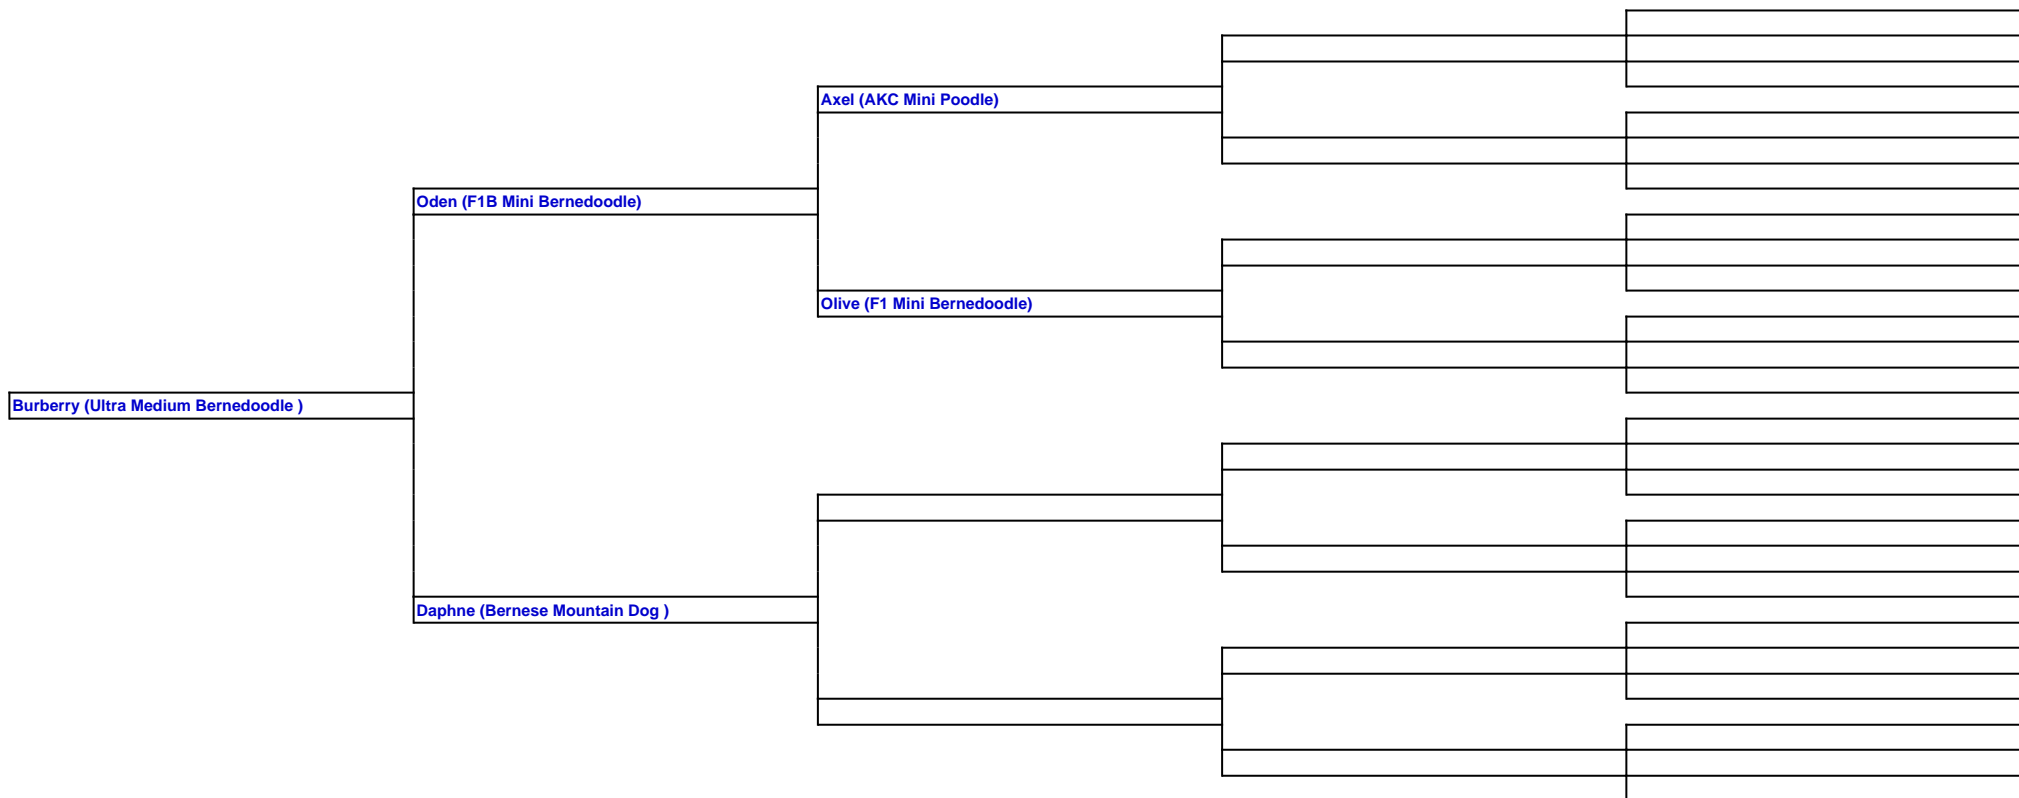 Axel (AKC Mini Poodle)
Oden (F1B Mini Bernedoodle)
Olive (F1 Mini Bernedoodle)
Burberry (Ultra Medium Bernedoodle )
Daphne (Bernese Mountain Dog )